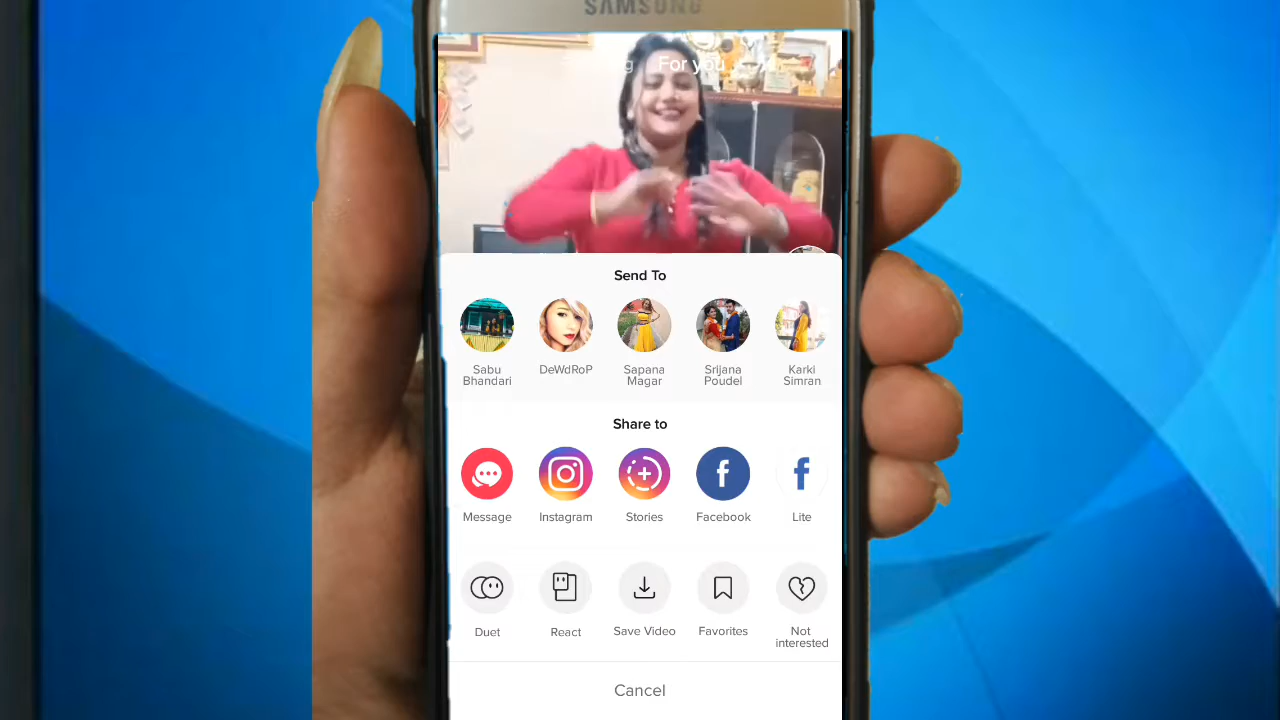 SAMSUNG
For you
Send To
Sabu
Bhandari
DeWdRoP
Sapana
Magar
Srijana
Poudel
Karki
Simran
Share to
Message
Instagram
Stories
Facebook
Lite
Duet
React
Save Video
Favorites
Not
interested
Cancel